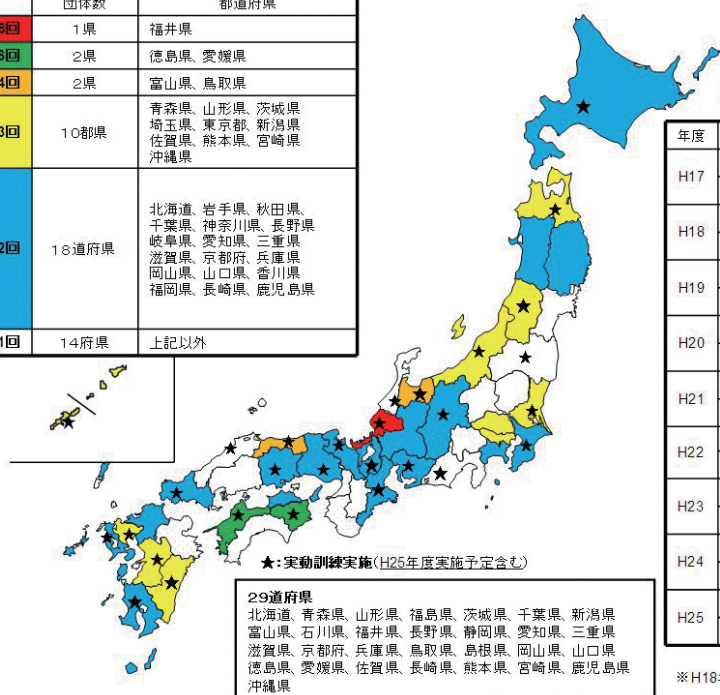 団体数 都道府県
8回 1県 福井県
6回 2県 徳島県、愛媛県
4回 2県 富山県、鳥取県
3回 10都県 青森県、山形県、茨城県
埼玉県、東京都、新潟県
佐賀県、熊本県、宮崎県
沖縄県
2回 18道府県 北海道、岩手県、秋田県、
千葉県、神奈川県、長野県
岐阜県、愛知県、三重県
滋賀県、京都府、兵庫県
岡山県、山口県、香川県
福岡県、長崎県、鹿児島県
1回 14府県 上記以外
年度
H17
H18
H19
H20
H21
H22
H23
H24
H25
★:実動訓練実施(H25年度実施予定含む)
29道府県
北海道、青森県、山形県、福島県、茨城県、千葉県、新潟県
富山県、石川県、福井県、長野県、静岡県、愛知県、三重県
滋賀県、京都府、兵庫県、鳥取県、島根県、岡山県、山口県
徳島県、愛媛県、佐賀県、長崎県、熊本県、宮崎県、鹿児島県
沖縄県
※H18